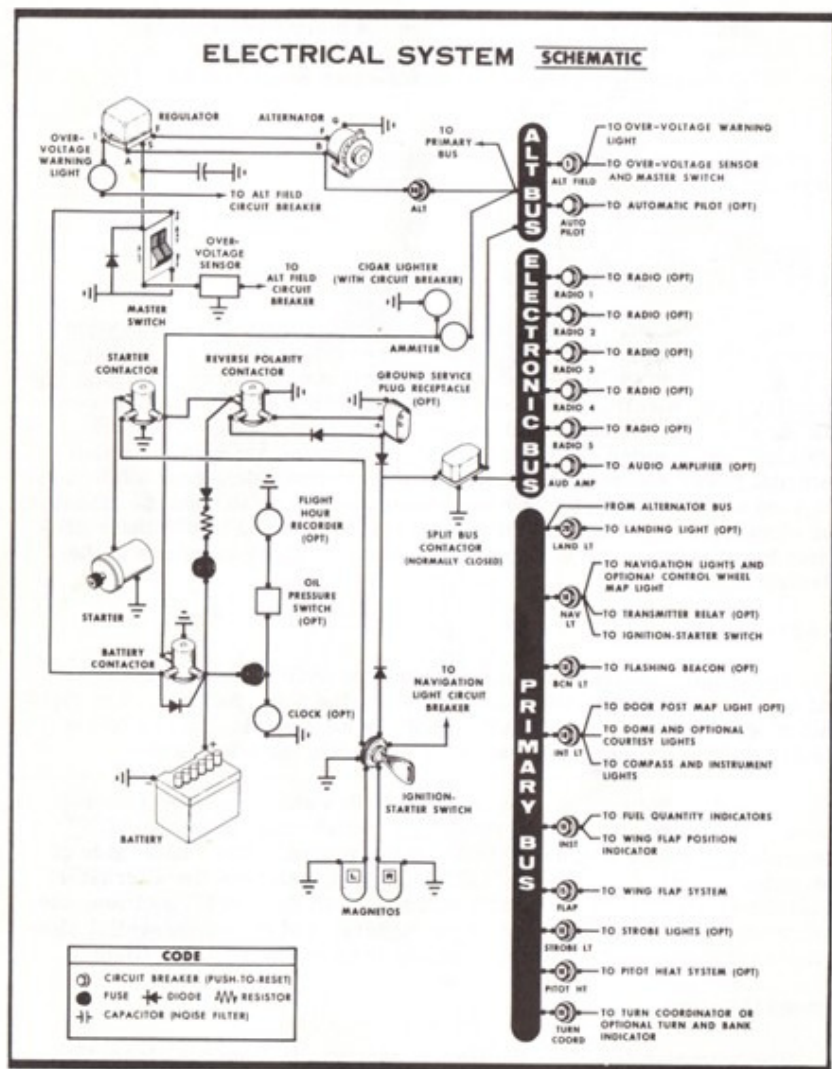 ELECTRICAL SYSTEM SCHEMATIC
REGULATOR
ALTERNATOR
G
I
F
S
A
F
B
OVER-
VOLTAGE
WARNING
LIGHT
TO ALT FIELD
CIRCUIT BREAKER
TO
PRIMARY
BUS
ALT
MASTER
SWITCH
OVER-
VOLTAGE
SENSOR
TO
ALT FIELD
CIRCUIT
BREAKER
CIGAR LIGHTER
(WITH CIRCUIT BREAKER)
AMMETER
STARTER
CONTACTOR
REVERSE POLARITY
CONTACTOR
GROUND SERVICE
PLUG RECEPTACLE
(OPT)
FLIGHT
HOUR
RECORDER
(OPT)
SPLIT BUS
CONTACTOR
(NORMALLY CLOSED)
STARTER
OIL
PRESSURE
SWITCH
(OPT)
BATTERY
CONTACTOR
CLOCK (OPT)
TO
NAVIGATION
LIGHT CIRCUIT
BREAKER
BATTERY
IGNITION-
STARTER SWITCH
L
R
MAGNETOS
ALT BUS
TO OVER-VOLTAGE WARNING
LIGHT
TO OVER-VOLTAGE SENSOR
AND MASTER SWITCH
ALT FIELD
TO AUTOMATIC PILOT (OPT)
AUTO
PILOT
ELECTRONIC BUS
TO RADIO (OPT)
RADIO 1
TO RADIO (OPT)
RADIO 2
TO RADIO (OPT)
RADIO 3
TO RADIO (OPT)
RADIO 4
TO RADIO (OPT)
RADIO 5
TO AUDIO AMPLIFIER (OPT)
AUD AMP
PRIMARY BUS
FROM ALTERNATOR BUS
TO LANDING LIGHT (OPT)
LAND LT
TO NAVIGATION LIGHTS AND
OPTIONAL CONTROL WHEEL
MAP LIGHT
TO TRANSMITTER RELAY (OPT)
TO IGNITION-STARTER SWITCH
NAV
LT
TO FLASHING BEACON (OPT)
BCN LT
TO DOOR POST MAP LIGHT (OPT)
TO DOME AND OPTIONAL
COURTESY LIGHTS
TO COMPASS AND INSTRUMENT
LIGHTS
INT LT
TO FUEL QUANTITY INDICATORS
TO WING FLAP POSITION
INDICATOR
INST
TO WING FLAP SYSTEM
FLAP
TO STROBE LIGHTS (OPT)
STROBE LT
TO PITOT HEAT SYSTEM (OPT)
PITOT HT
TO TURN COORDINATOR OR
OPTIONAL TURN AND BANK
INDICATOR
TURN
COORD
CODE
CIRCUIT BREAKER (PUSH-TO-RESET)
FUSE DIODE RESISTOR
CAPACITOR (NOISE FILTER)